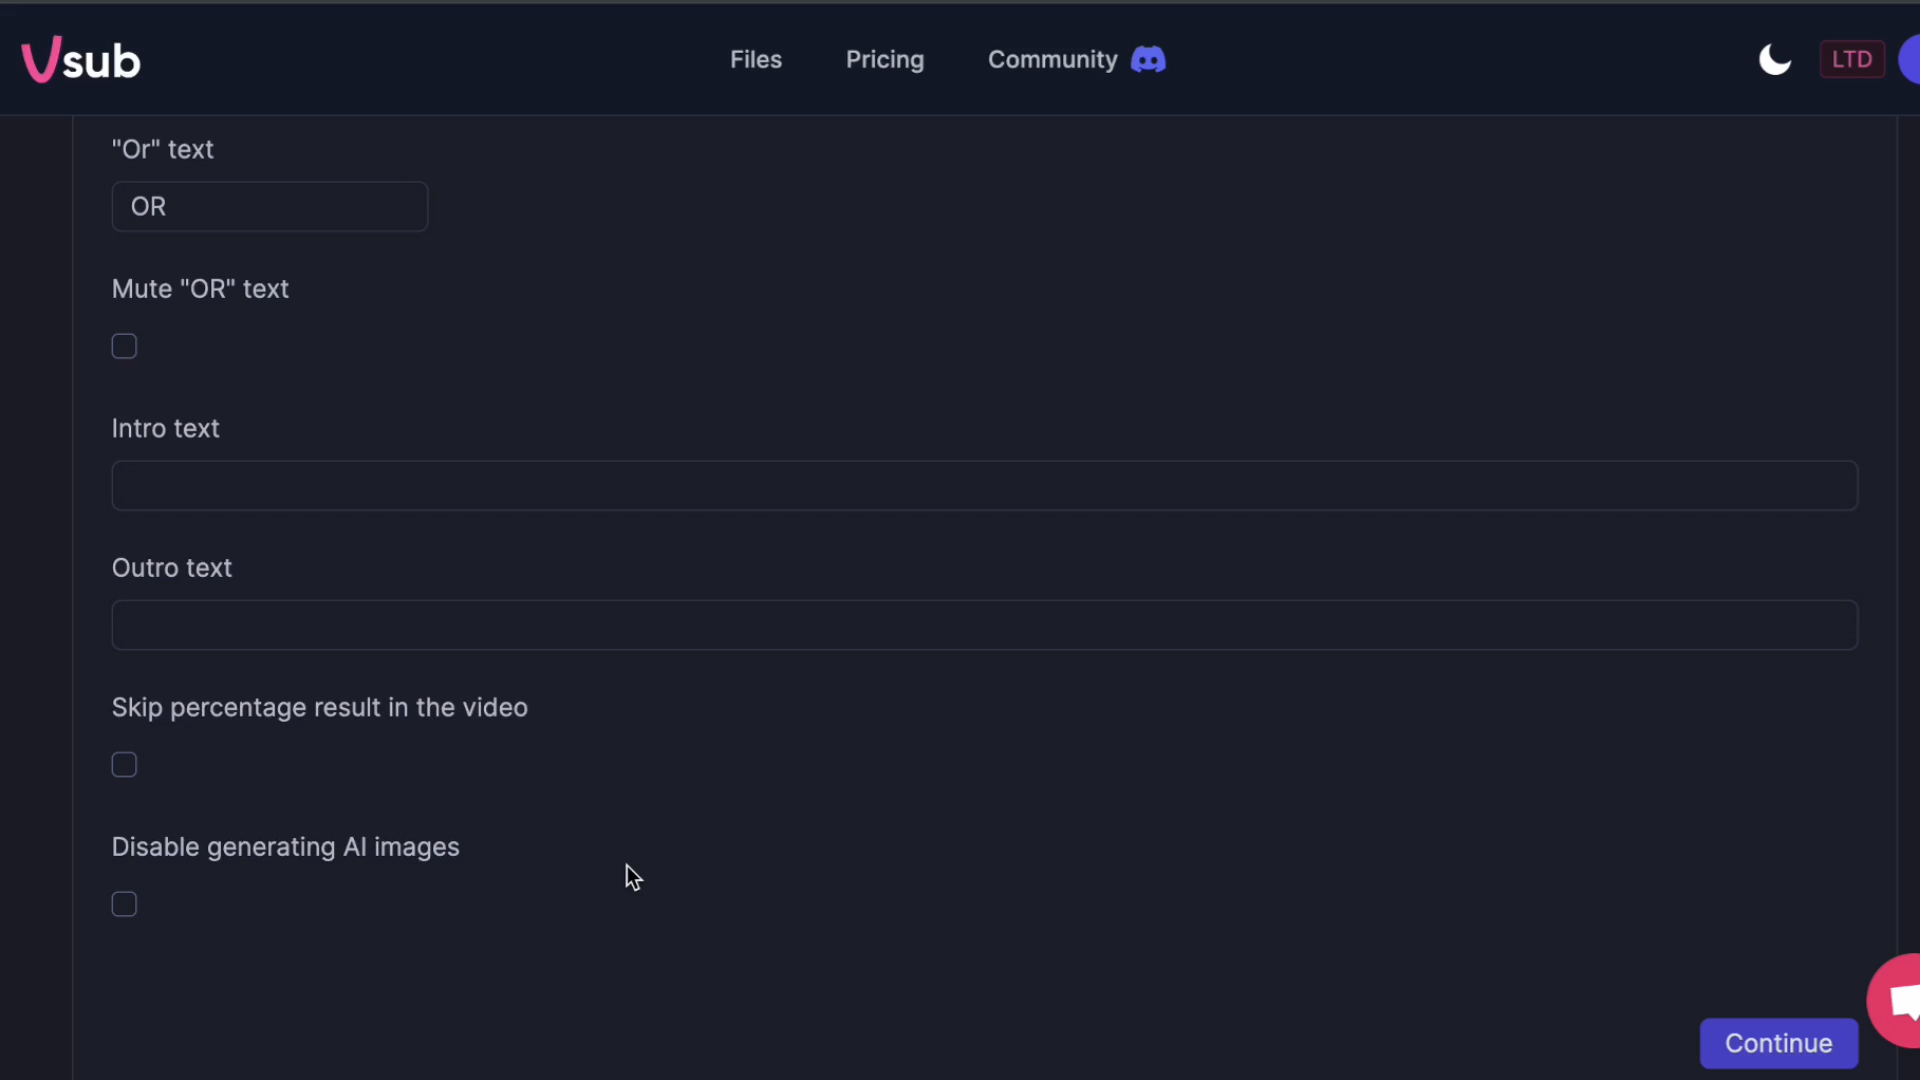 Vsub
Files
Pricing
Community
LTD
"Or" text
OR
Mute "OR" text
Intro text
Outro text
Skip percentage result in the video
Disable generating AI images
Continue